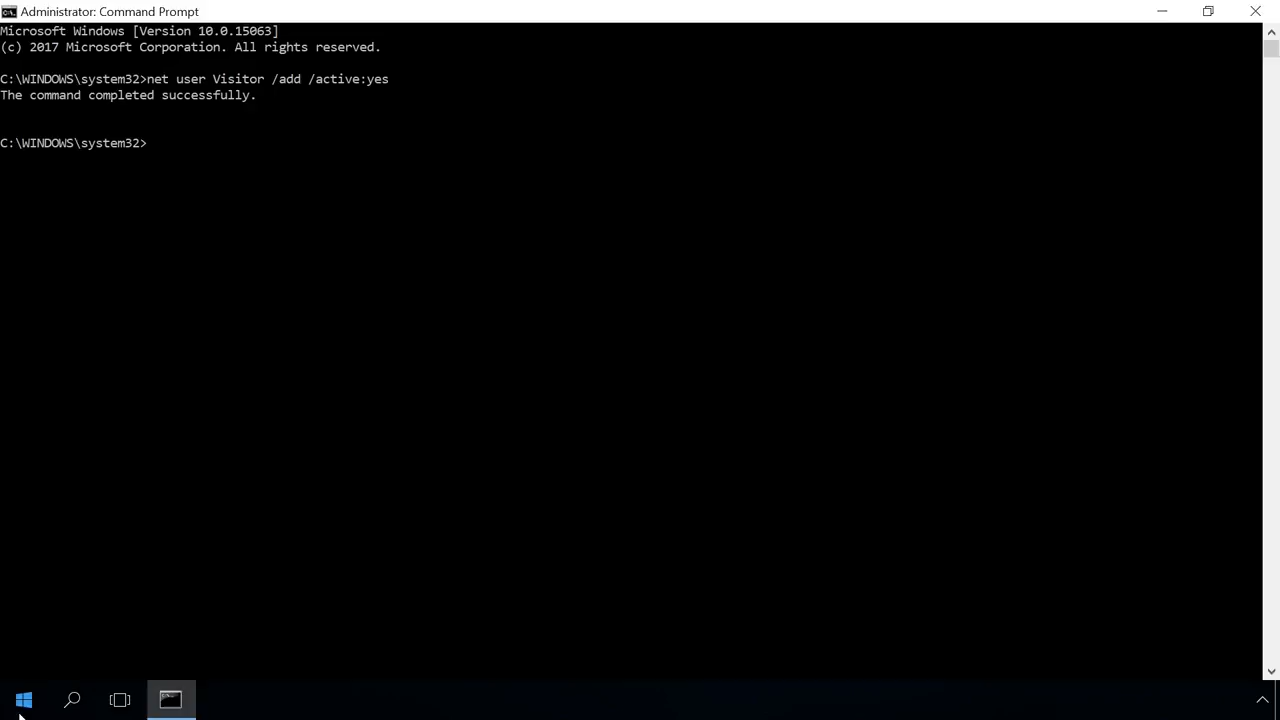 Administrator: Command Prompt
Microsoft Windows [Version 10.0.15063]
(c) 2017 Microsoft Corporation. All rights reserved.
C:\WINDOWS\system32>net user Visitor /add /active:yes
The command completed successfully.
C:\WINDOWS\system32>